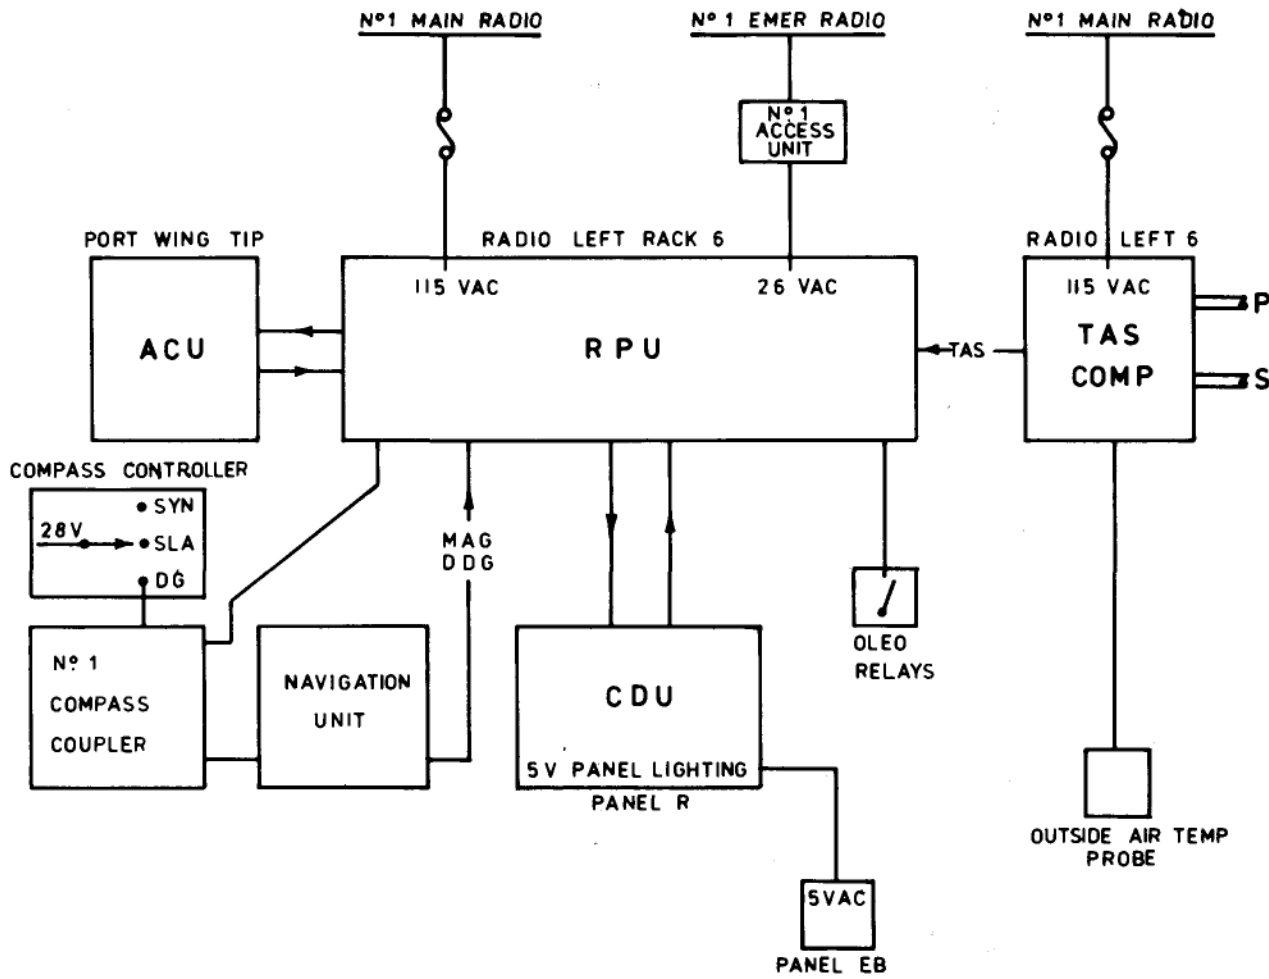 Nº1 MAIN RADIO
Nº1 EMER RADIO
Nº1 MAIN RADIO
Nº1
ACCESS
UNIT
PORT WING TIP
RADIO LEFT RACK 6
RADIO LEFT 6
115 VAC
26 VAC
115 VAC
ACU
RPU
TAS
TAS
COMP
P
S
COMPASS CONTROLLER
SYN
28V
SLA
DG
MAG
DDG
Nº1
COMPASS
COUPLER
NAVIGATION
UNIT
CDU
5V PANEL LIGHTING
PANEL R
OLEO
RELAYS
OUTSIDE AIR TEMP
PROBE
5VAC
PANEL EB